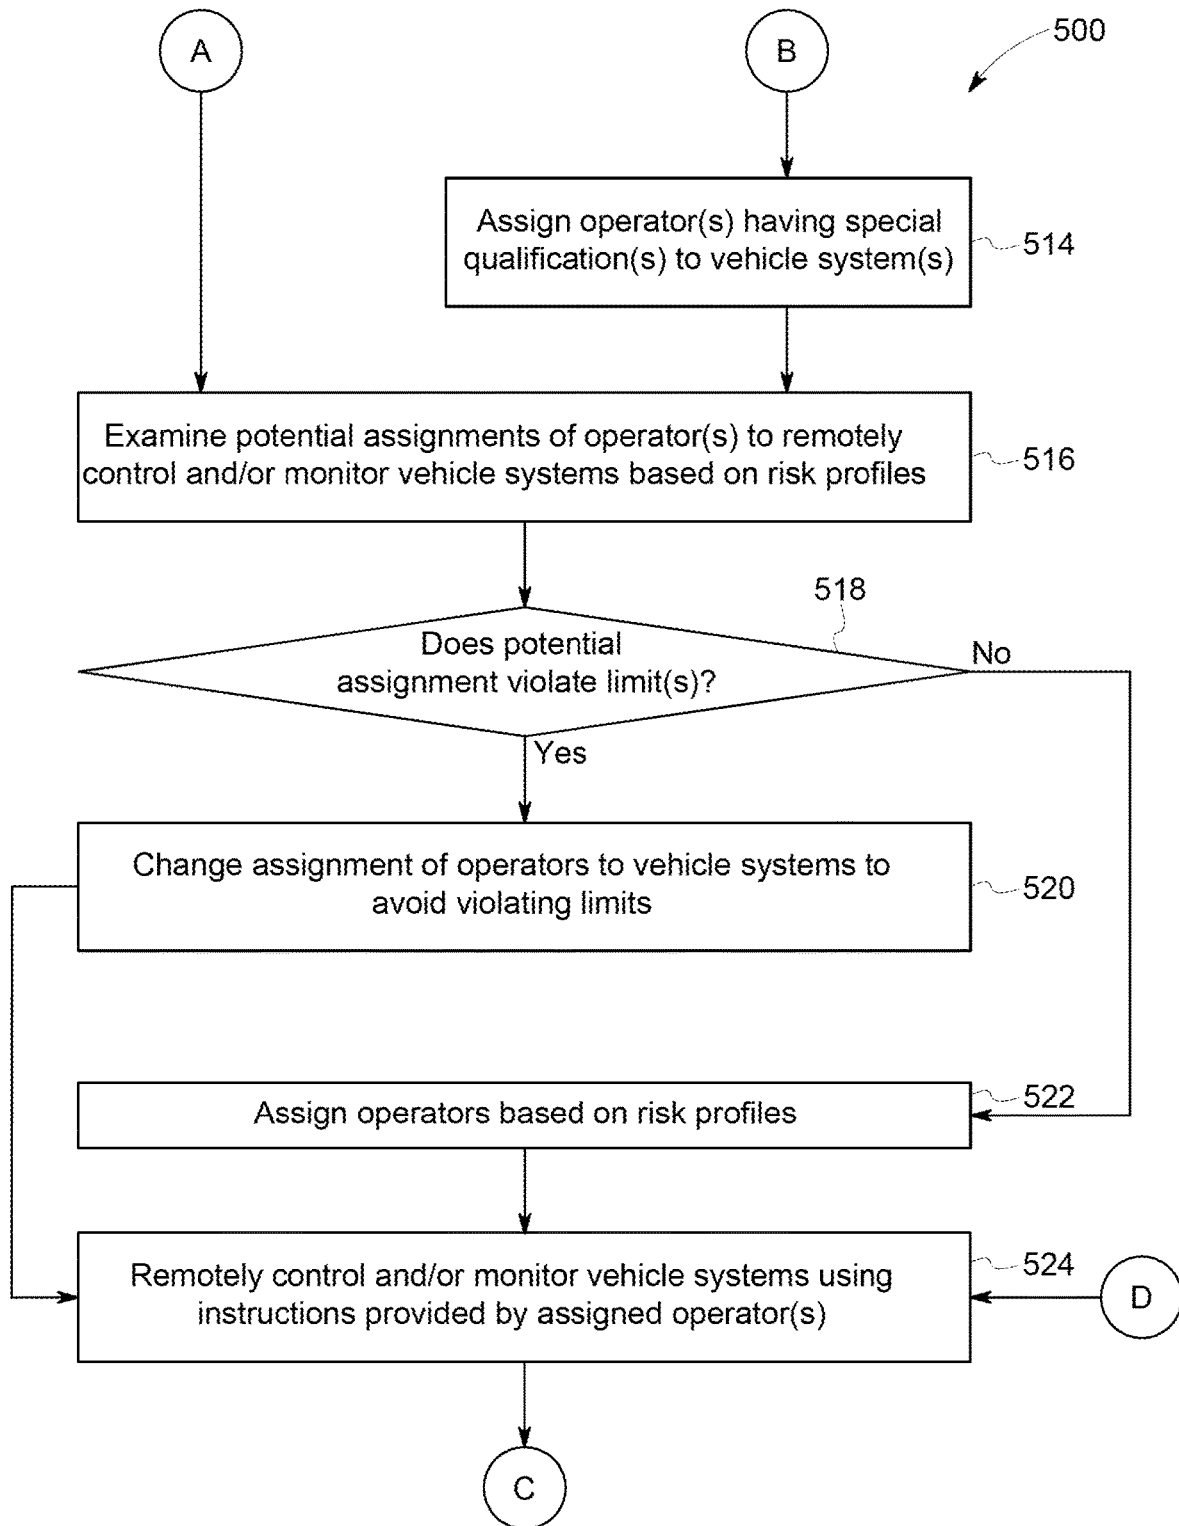 A
B
500
Assign operator(s) having special
qualification(s) to vehicle system(s)
514
Examine potential assignments of operator(s) to remotely
control and/or monitor vehicle systems based on risk profiles
516
518
Does potential
assignment violate limit(s)?
No
Yes
Change assignment of operators to vehicle systems to
avoid violating limits
520
Assign operators based on risk profiles
522
Remotely control and/or monitor vehicle systems using
instructions provided by assigned operator(s)
524
D
C